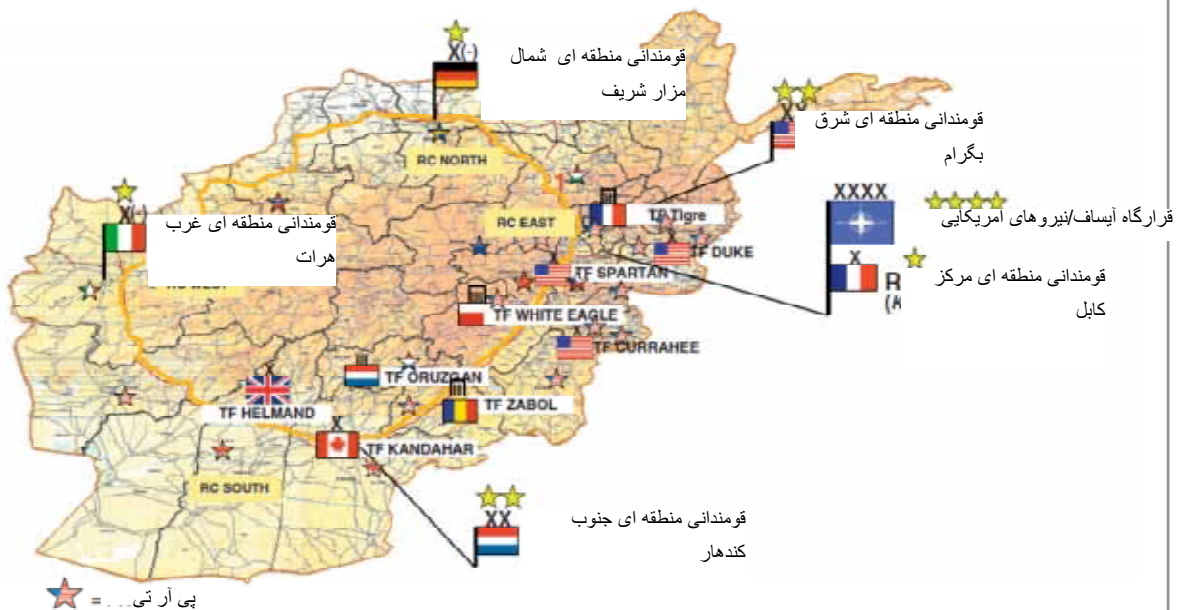 X(-)
قومندانی منطقه ای شمال
مزار شریف
قومندانی منطقه ای شرق
بگرام
RC NORTH
XXXX
قرارگاه آیساف/نیروهای آمریکایی
X(-)
قومندانی منطقه ای غرب
هرات
RC EAST
TF Tigre
TF DUKE
X
قومندانی منطقه ای مرکز
کابل
TF SPARTAN
TF WHITE EAGLE
TF CURRAHEE
TF ORUZGAN
TF HELMAND
TF ZABOL
X
TF KANDAHAR
RC SOUTH
XX
قومندانی منطقه ای جنوب
کندهار
= پی آر تی